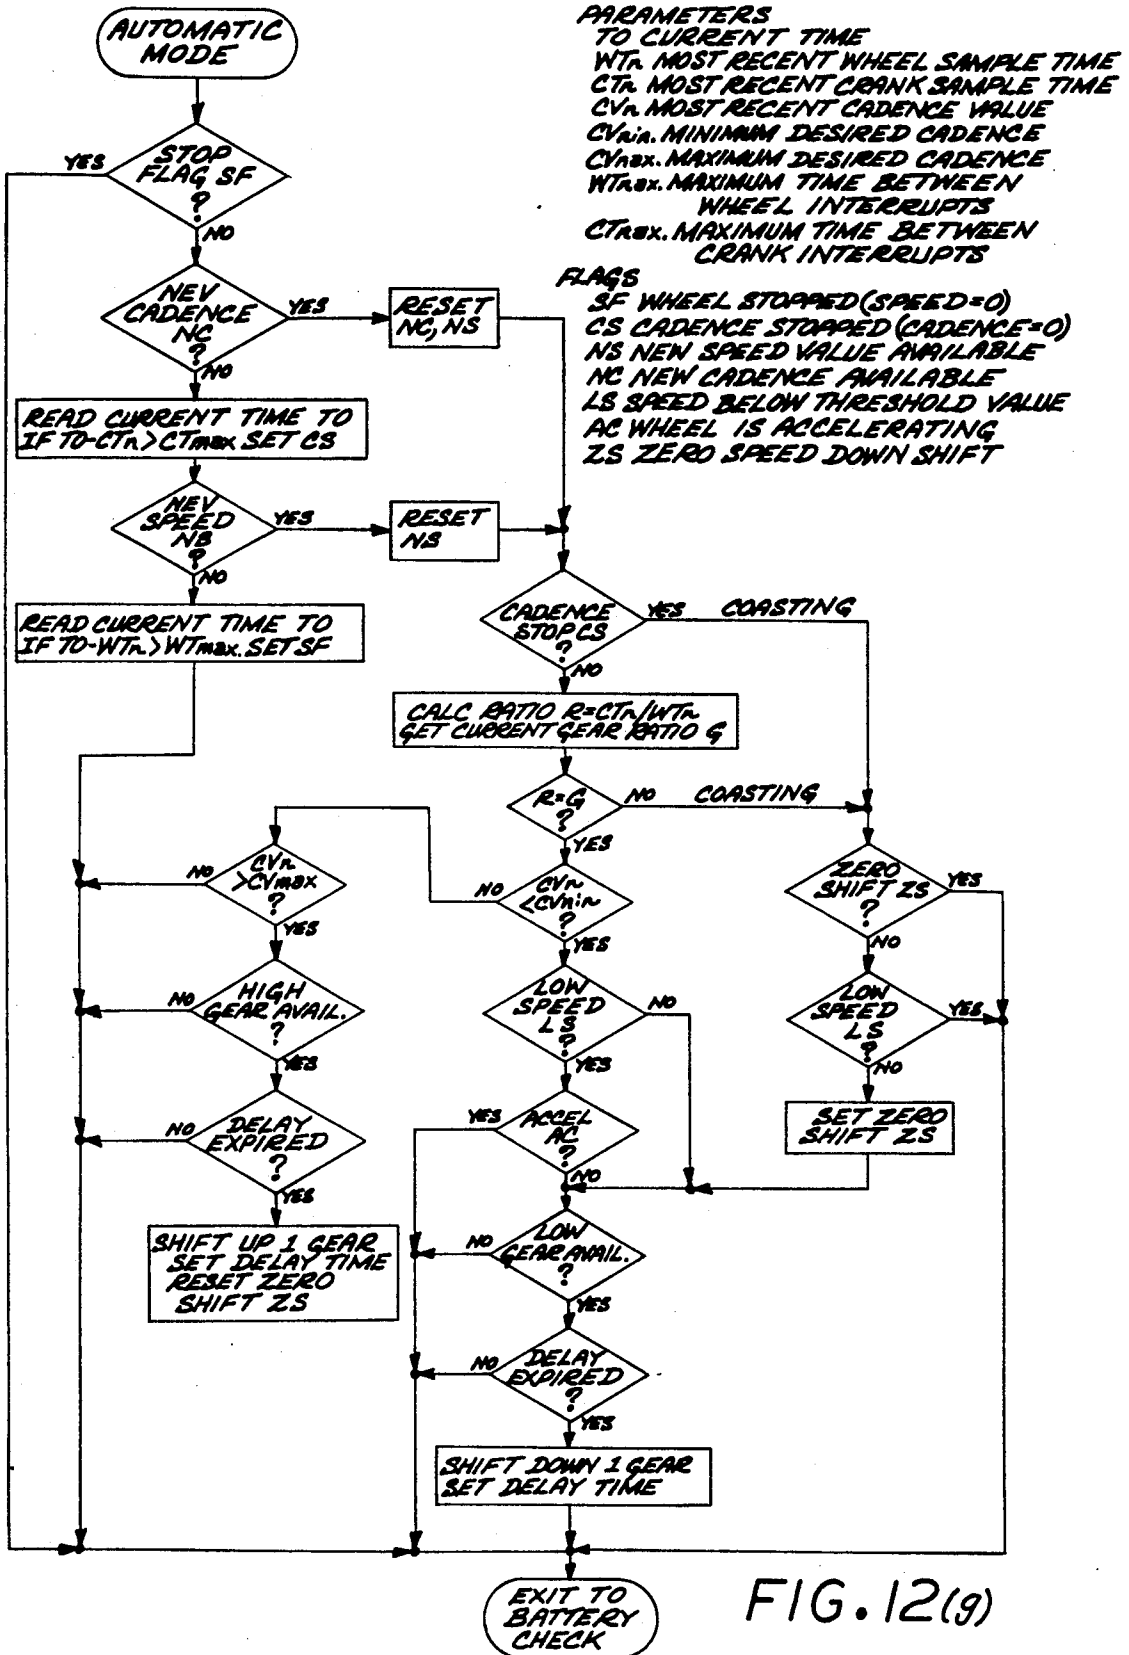 AUTOMATIC
MODE
PARAMETERS
TO CURRENT TIME
WTn MOST RECENT WHEEL SAMPLE TIME
CTn MOST RECENT CRANK SAMPLE TIME
CVn MOST RECENT CADENCE VALUE
CVmin. MINIMUM DESIRED CADENCE
CVmax. MAXIMUM DESIRED CADENCE
WTmax. MAXIMUM TIME BETWEEN
WHEEL INTERRUPTS
CTmax. MAXIMUM TIME BETWEEN
CRANK INTERRUPTS
FLAGS
SF WHEEL STOPPED (SPEED=0)
CS CADENCE STOPPED (CADENCE=0)
NS NEW SPEED VALUE AVAILABLE
NC NEW CADENCE AVAILABLE
LS SPEED BELOW THRESHOLD VALUE
AC WHEEL IS ACCELERATING
ZS ZERO SPEED DOWN SHIFT
YES
STOP
FLAG SF
?
NO
NEW
CADENCE
NC
?
YES
NO
RESET
NC, NS
READ CURRENT TIME TO
IF TO-CTn>CTmax SET CS
NEW
SPEED
NS
?
YES
NO
RESET
NS
READ CURRENT TIME TO
IF TO-WTn>WTmax. SET SF
CADENCE
STOP CS
?
YES COASTING
NO
CALC RATIO R=CTn/WTn
GET CURRENT GEAR RATIO G
R=G
?
NO COASTING
YES
NO
CVn
>CVmax
?
YES
NO
CVn
<CVmin
?
YES
ZERO
SHIFT ZS
?
YES
NO
NO
HIGH
GEAR AVAIL.
?
YES
LOW
SPEED
LS
?
NO
YES
LOW
SPEED
LS
?
YES
NO
NO
DELAY
EXPIRED
?
YES
YES
ACCEL
AC
?
NO
SET ZERO
SHIFT ZS
SHIFT UP 1 GEAR
SET DELAY TIME
RESET ZERO
SHIFT ZS
NO
LOW
GEAR AVAIL.
?
YES
NO
DELAY
EXPIRED
?
YES
SHIFT DOWN 1 GEAR
SET DELAY TIME
EXIT TO
BATTERY
CHECK
FIG. 12(g)